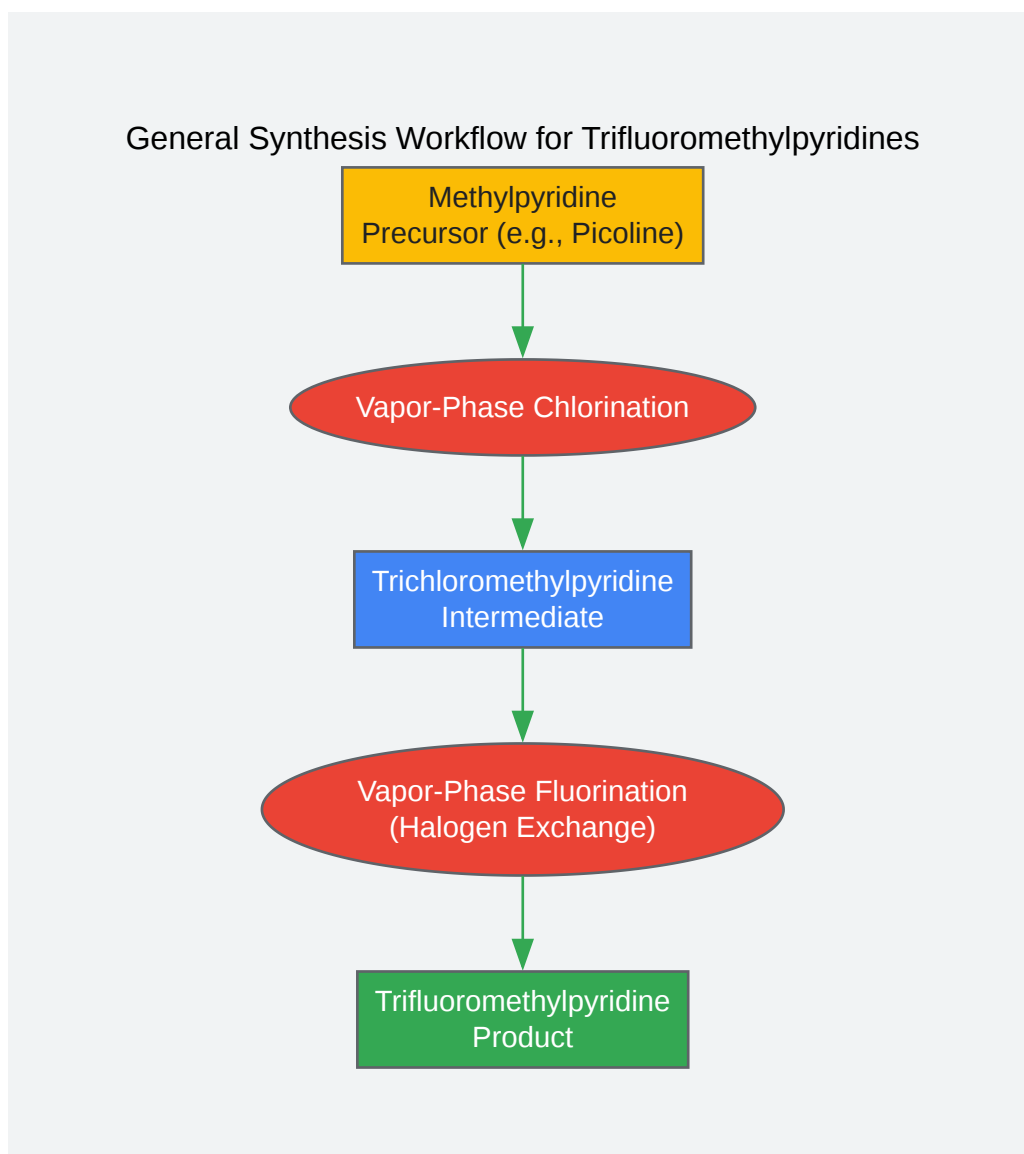 General Synthesis Workflow for Trifluoromethylpyridines
Methylpyridine
Precursor (e.g., Picoline)
Vapor-Phase Chlorination
Trichloromethylpyridine
Intermediate
Vapor-Phase Fluorination
(Halogen Exchange)
Trifluoromethylpyridine
Product